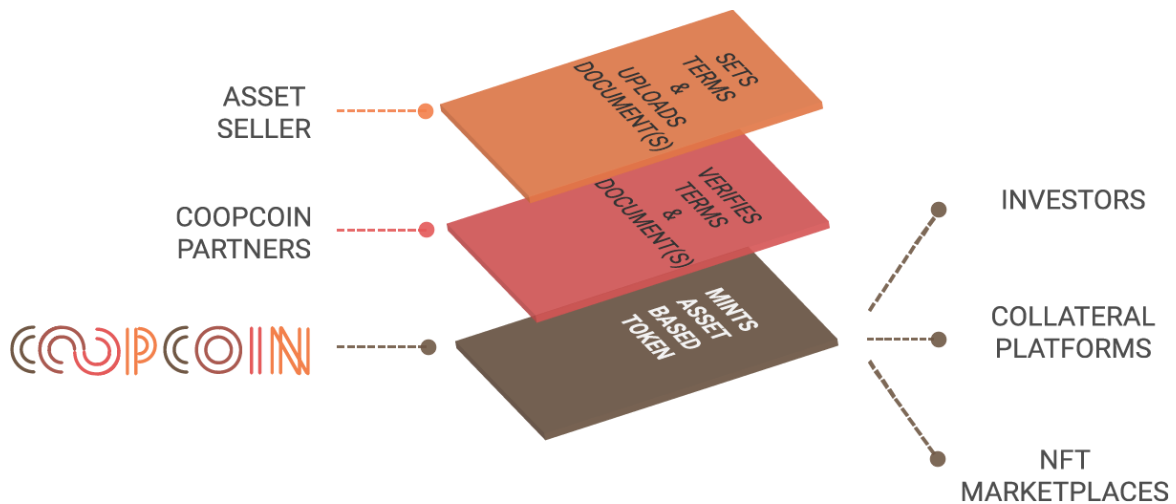 ASSET
SELLER
SETS
TERMS
&
UPLOADS
DOCUMENT(S)
COOPCOIN
PARTNERS
VERIFIES
TERMS
&
DOCUMENT(S)
COOPCOIN
MINTS
ASSET
BASED
TOKEN
INVESTORS
COLLATERAL
PLATFORMS
NFT
MARKETPLACES